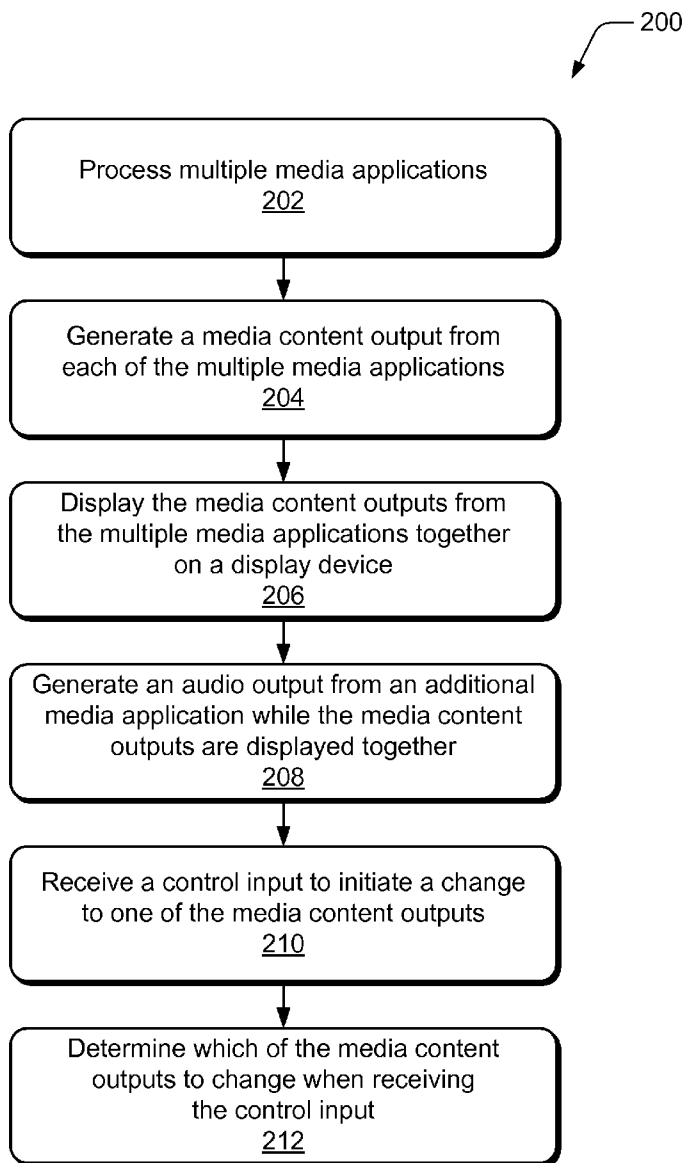 200
Process multiple media applications
202
Generate a media content output from
each of the multiple media applications
204
Display the media content outputs from
the multiple media applications together
on a display device
206
Generate an audio output from an additional
media application while the media content
outputs are displayed together
208
Receive a control input to initiate a change
to one of the media content outputs
210
Determine which of the media content
outputs to change when receiving
the control input
212